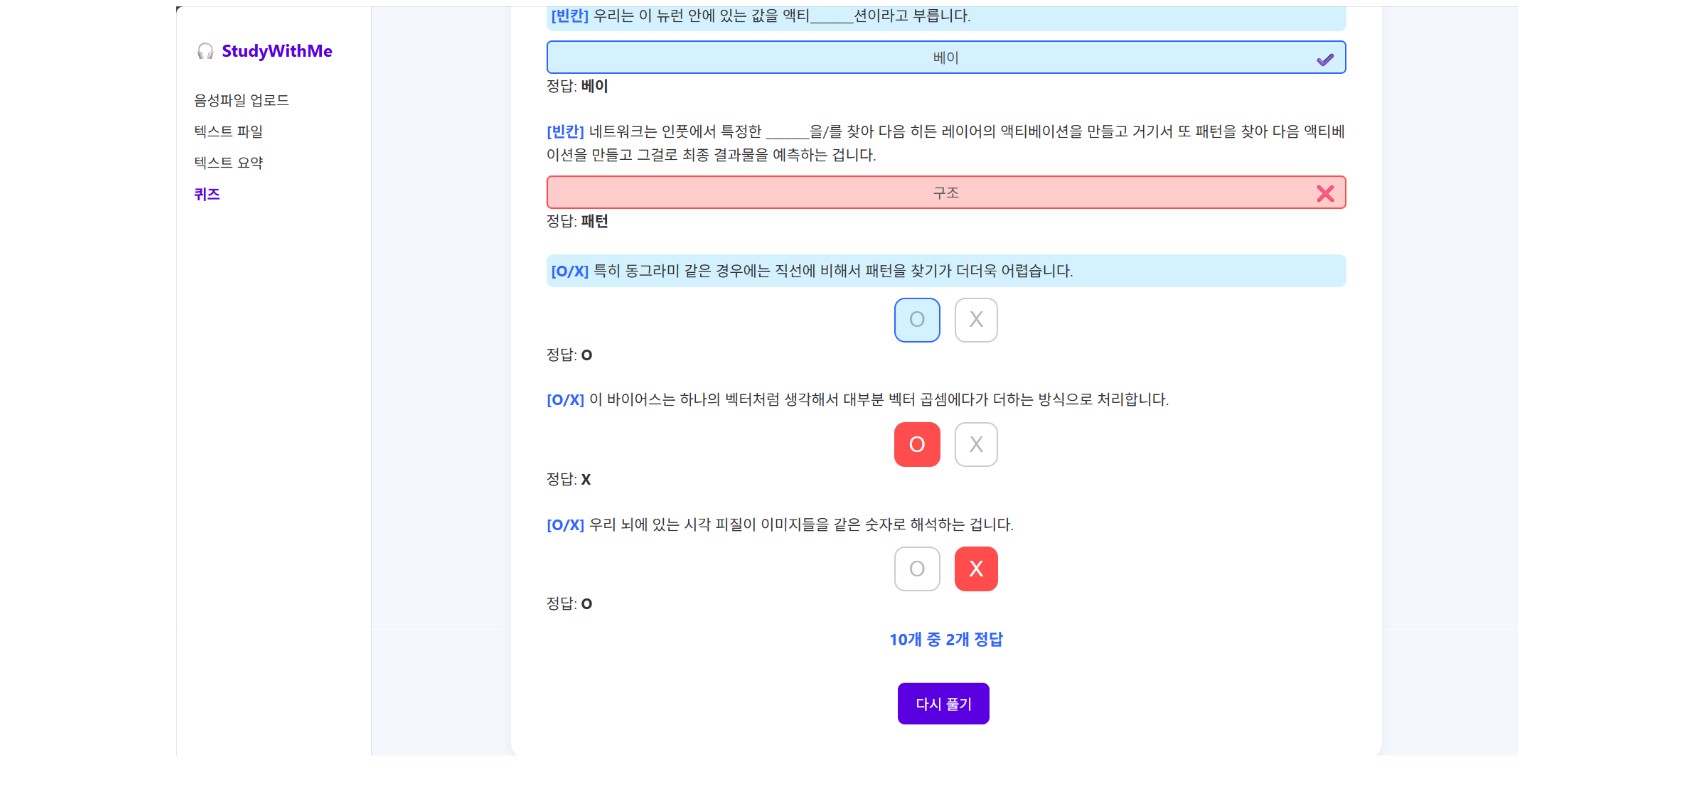 StudyWithMe
음성파일 업로드
텍스트 파일
텍스트 요약
퀴즈
[빈칸] 우리는 이 뉴런 안에 있는 값을 액티______션이라고 부릅니다.
베이
정답: 베이
[빈칸] 네트워크는 인풋에서 특정한 ______을/를 찾아 다음 히든 레이어의 액티베이션을 만들고 거기서 또 패턴을 찾아 다음 액티베
이션을 만들고 그걸로 최종 결과물을 예측하는 겁니다.
구조
정답: 패턴
[O/X] 특히 동그라미 같은 경우에는 직선에 비해서 패턴을 찾기가 더더욱 어렵습니다.
O X
정답: O
[O/X] 이 바이어스는 하나의 벡터처럼 생각해서 대부분 벡터 곱셈에다가 더하는 방식으로 처리합니다.
O X
정답: X
[O/X] 우리 뇌에 있는 시각 피질이 이미지들을 같은 숫자로 해석하는 겁니다.
O X
정답: O
10개 중 2개 정답
다시 풀기